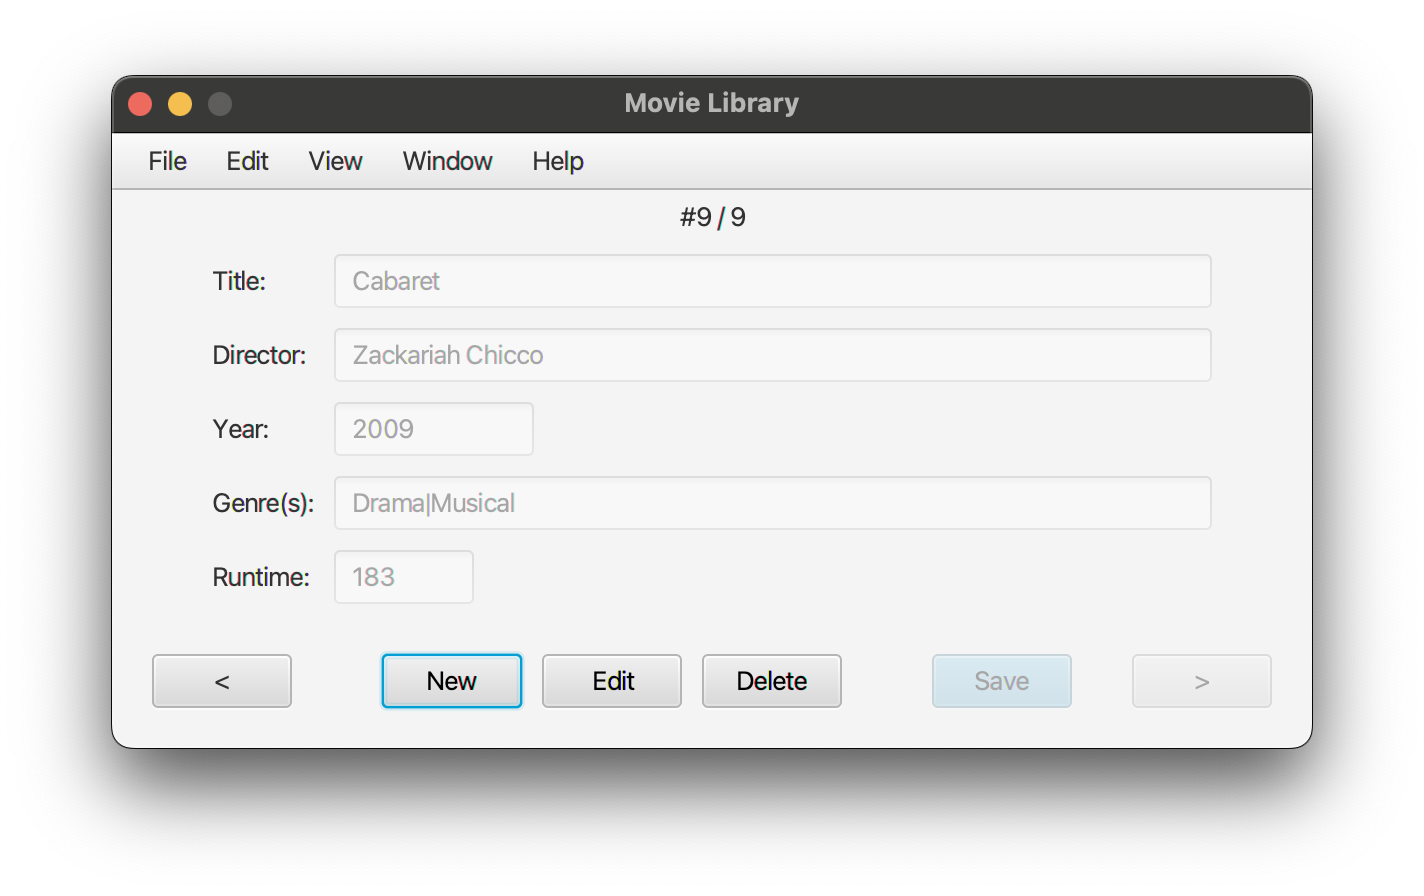 Movie Library
File Edit View Window Help
#9 / 9
Title: Cabaret
Director: Zackariah Chicco
Year: 2009
Genre(s): Drama|Musical
Runtime: 183
< New Edit Delete Save >